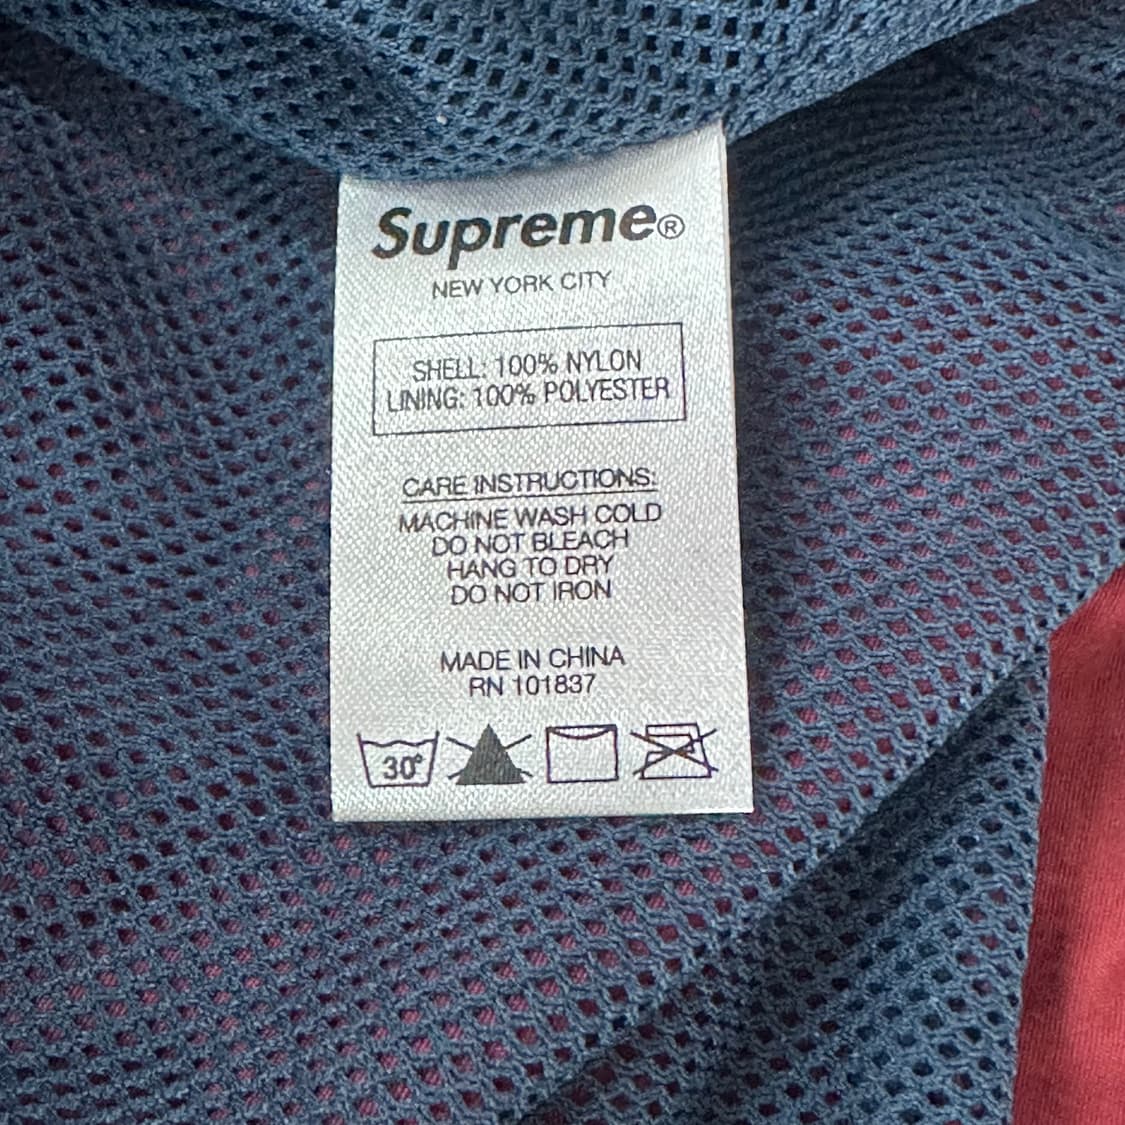 Supreme®
NEW YORK CITY
SHELL: 100% NYLON
LINING: 100% POLYESTER
CARE INSTRUCTIONS:
MACHINE WASH COLD
DO NOT BLEACH
HANG TO DRY
DO NOT IRON
MADE IN CHINA
RN 101837
30°